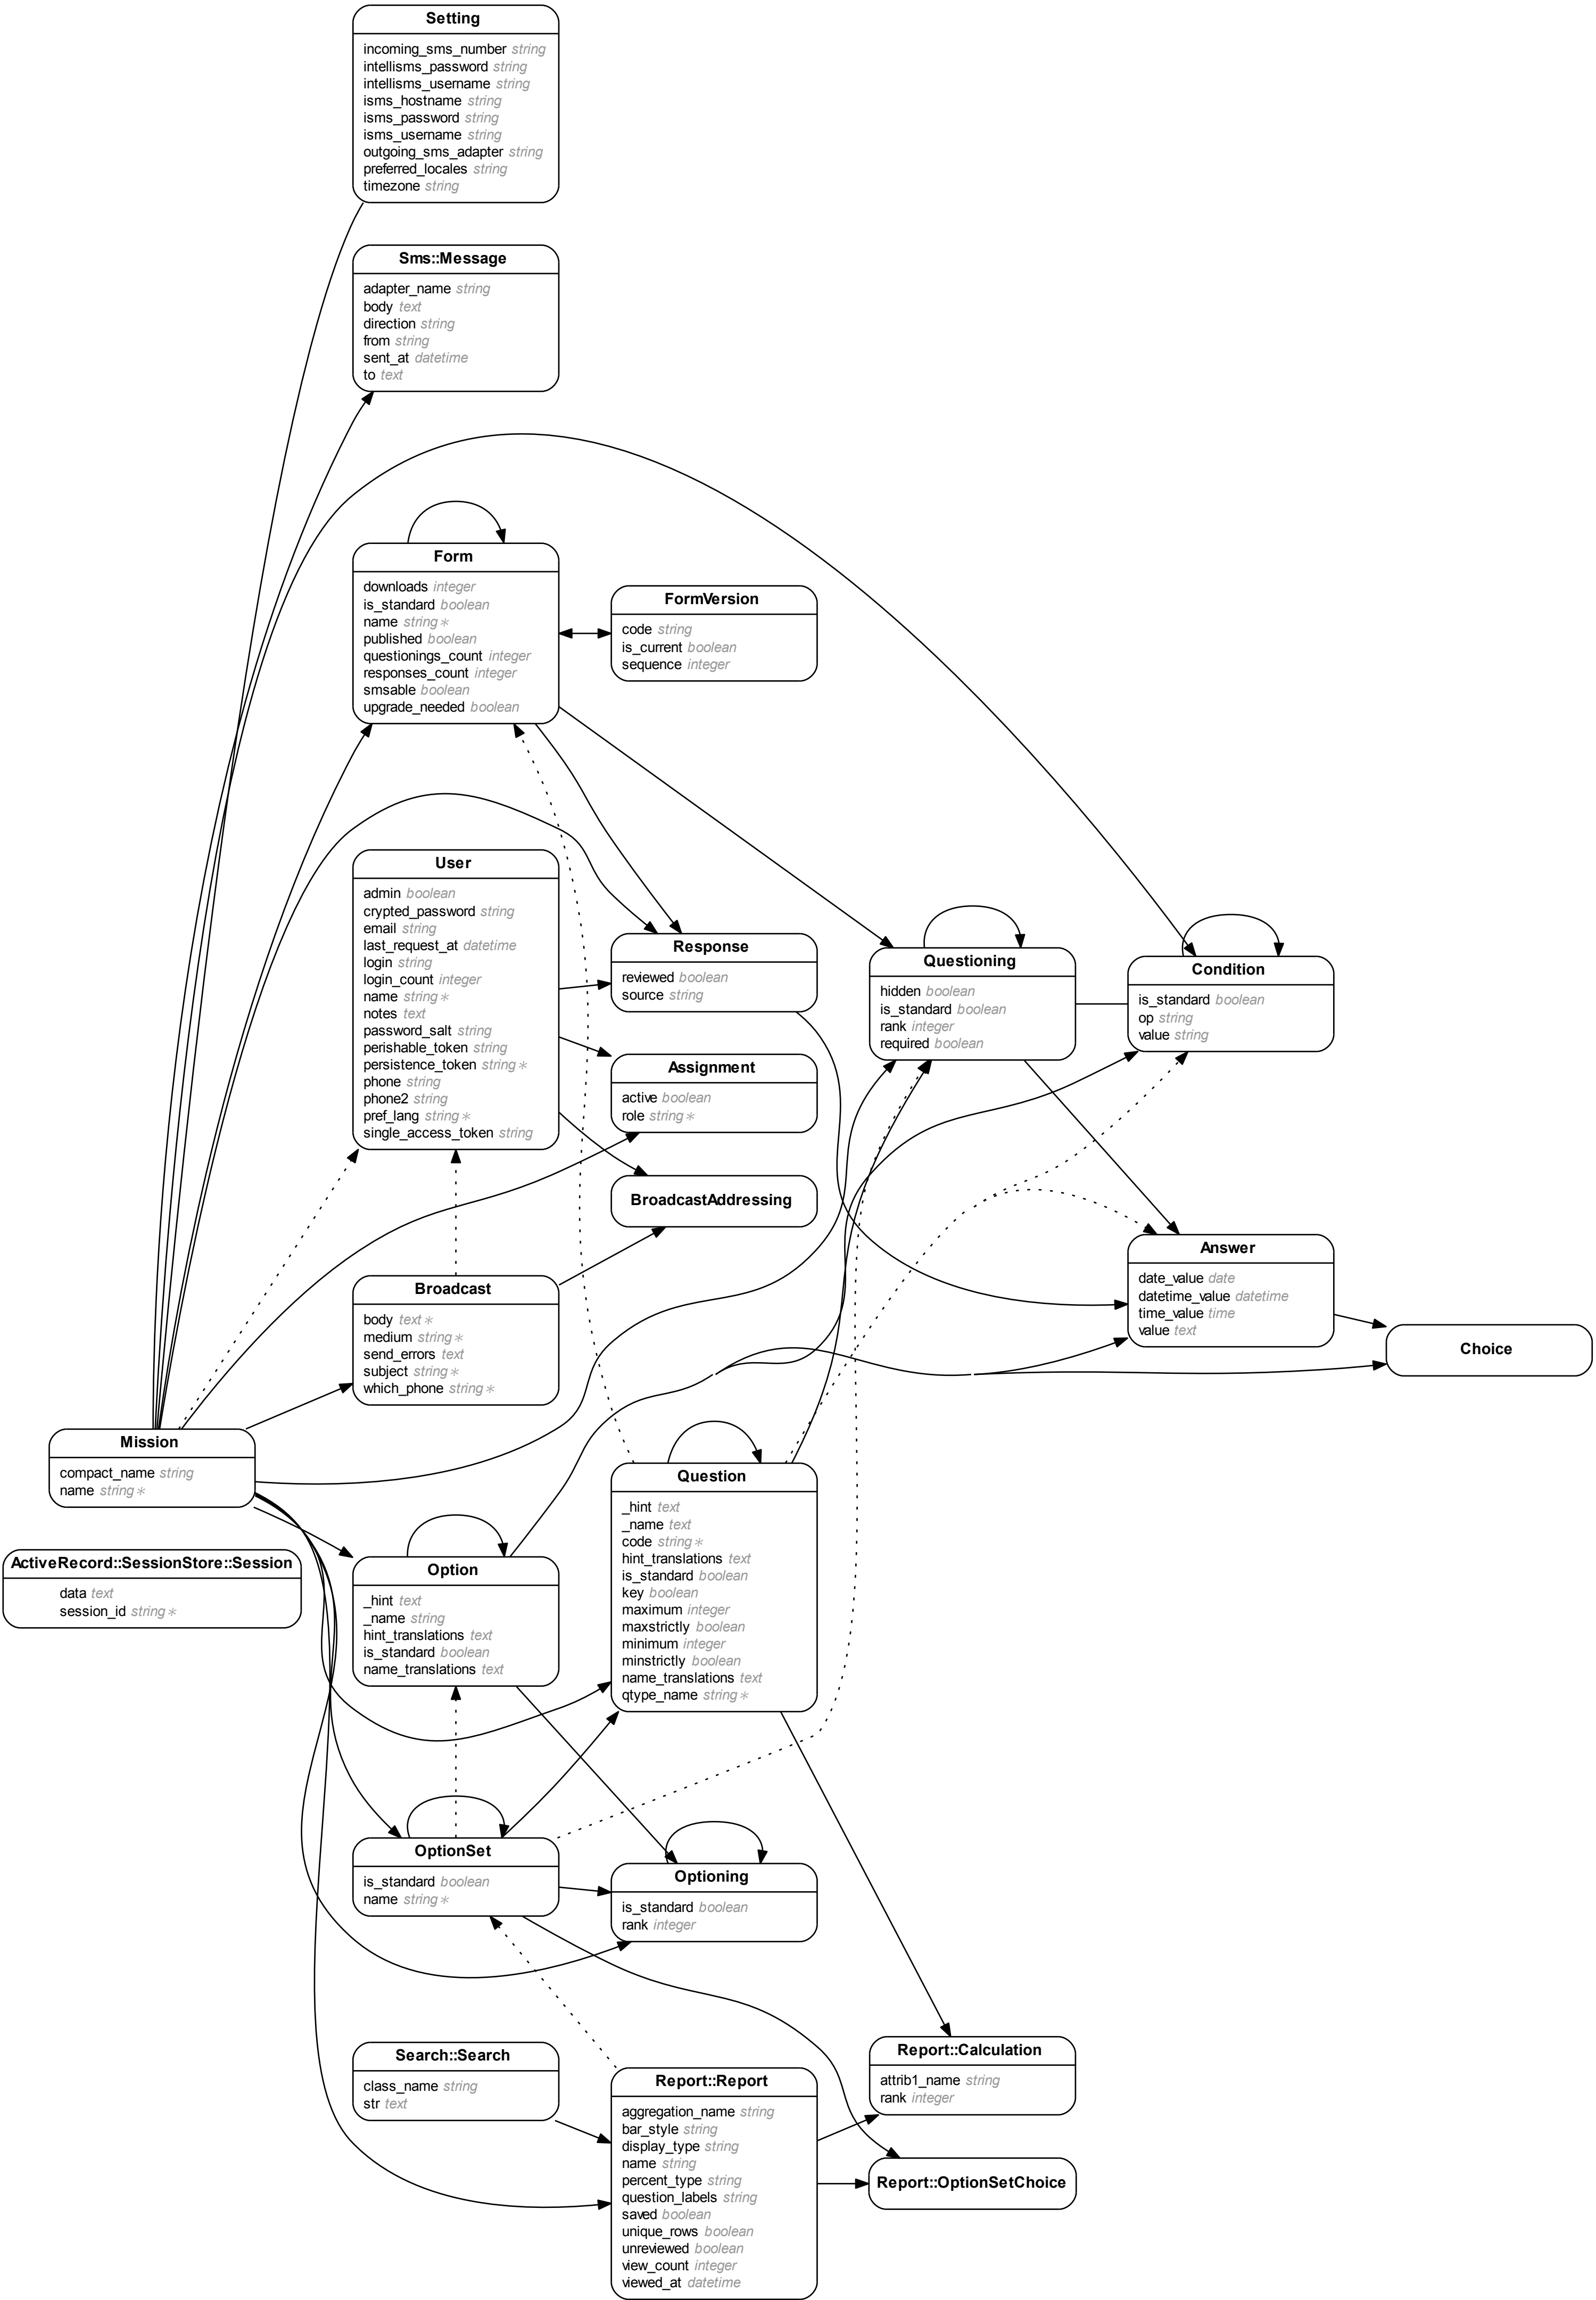 Setting
incoming_sms_number string
intellisms_password string
intellisms_username string
isms_hostname string
isms_password string
isms_username string
outgoing_sms_adapter string
preferred_locales string
timezone string
Sms::Message
adapter_name string
body text
direction string
from string
sent_at datetime
to text
Form
downloads integer
is_standard boolean
name string ∗
published boolean
questionings_count integer
responses_count integer
smsable boolean
upgrade_needed boolean
FormVersion
code string
is_current boolean
sequence integer
User
admin boolean
crypted_password string
email string
last_request_at datetime
login string
login_count integer
name string ∗
notes text
password_salt string
perishable_token string
persistence_token string ∗
phone string
phone2 string
pref_lang string ∗
single_access_token string
Response
reviewed boolean
source string
Questioning
hidden boolean
is_standard boolean
rank integer
required boolean
Condition
is_standard boolean
op string
value string
Assignment
active boolean
role string ∗
BroadcastAddressing
Answer
date_value date
datetime_value datetime
time_value time
value text
Broadcast
body text ∗
medium string ∗
send_errors text
subject string ∗
which_phone string ∗
Choice
Mission
compact_name string
name string ∗
Question
_hint text
_name text
code string ∗
hint_translations text
is_standard boolean
key boolean
maximum integer
maxstrictly boolean
minimum integer
minstrictly boolean
name_translations text
qtype_name string ∗
ActiveRecord::SessionStore::Session
data text
session_id string ∗
Option
_hint text
_name string
hint_translations text
is_standard boolean
name_translations text
OptionSet
is_standard boolean
name string ∗
Optioning
is_standard boolean
rank integer
Search::Search
class_name string
str text
Report::Report
aggregation_name string
bar_style string
display_type string
name string
percent_type string
question_labels string
saved boolean
unique_rows boolean
unreviewed boolean
view_count integer
viewed_at datetime
Report::Calculation
attrib1_name string
rank integer
Report::OptionSetChoice